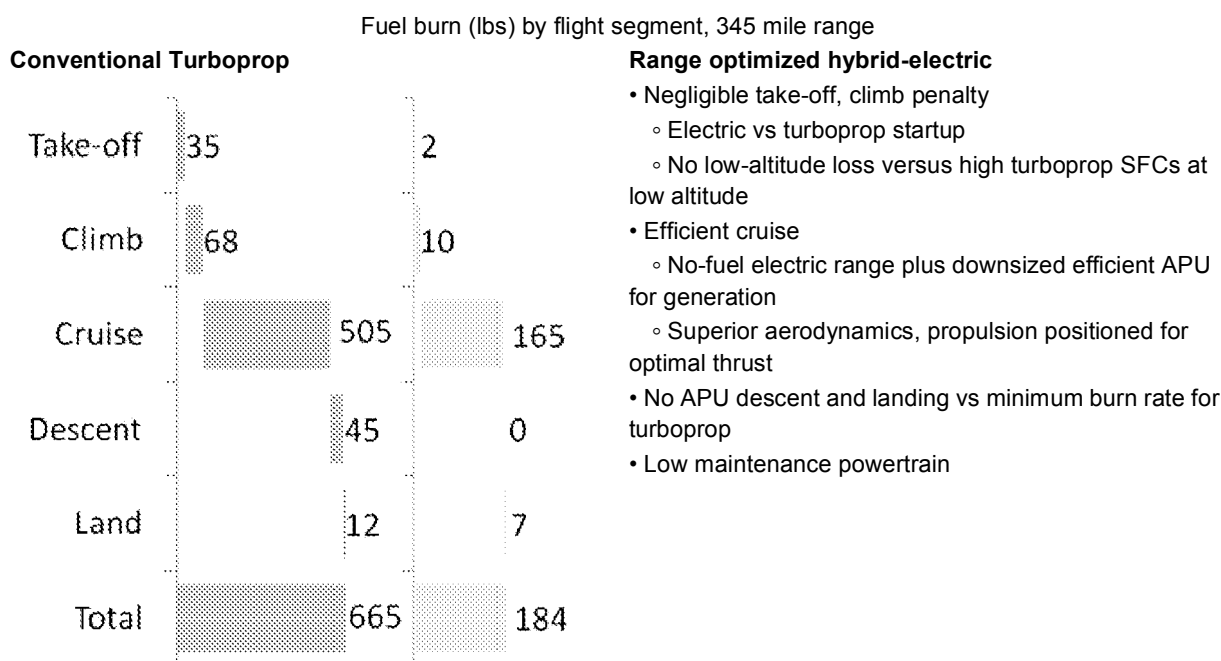 Fuel burn (lbs) by flight segment, 345 mile range
Conventional Turboprop
Take-off 35 2
Climb 68 10
Cruise 505 165
Descent 45 0
Land 12 7
Total 665 184
Range optimized hybrid-electric
• Negligible take-off, climb penalty
◦ Electric vs turboprop startup
◦ No low-altitude loss versus high turboprop SFCs at
low altitude
• Efficient cruise
◦ No-fuel electric range plus downsized efficient APU
for generation
◦ Superior aerodynamics, propulsion positioned for
optimal thrust
• No APU descent and landing vs minimum burn rate for
turboprop
• Low maintenance powertrain